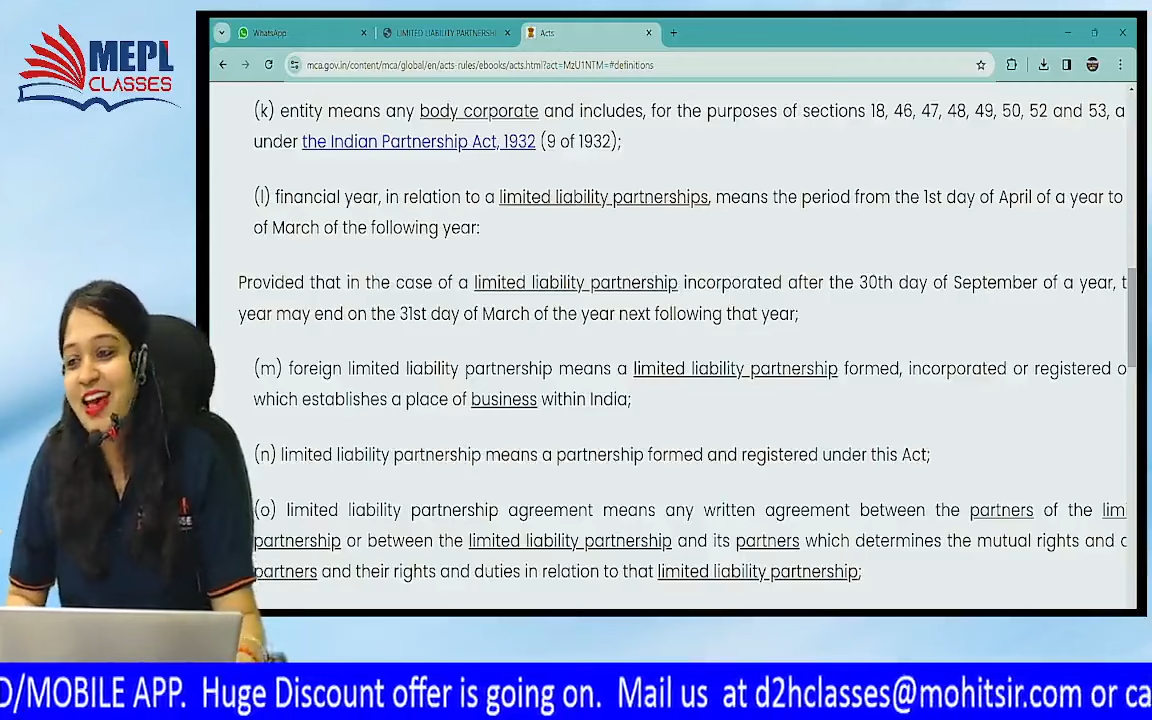 MEPL
CLASSES
WhatsApp
LIMITED LIABILITY PARTNERSHI
Acts
mca.gov.in/content/mca/global/en/acts-rules/ebooks/acts.html?act=MzU1NTM=#definitions
(k) entity means any body corporate and includes, for the purposes of sections 18, 46, 47, 48, 49, 50, 52 and 53, a
under the Indian Partnership Act, 1932 (9 of 1932);
(l) financial year, in relation to a limited liability partnerships, means the period from the 1st day of April of a year to
of March of the following year:
Provided that in the case of a limited liability partnership incorporated after the 30th day of September of a year, t
year may end on the 31st day of March of the year next following that year;
(m) foreign limited liability partnership means a limited liability partnership formed, incorporated or registered o
which establishes a place of business within India;
(n) limited liability partnership means a partnership formed and registered under this Act;
(o) limited liability partnership agreement means any written agreement between the partners of the lim
partnership or between the limited liability partnership and its partners which determines the mutual rights and d
partners and their rights and duties in relation to that limited liability partnership;
D/MOBILE APP. Huge Discount offer is going on. Mail us at d2hclasses@mohitsir.com or ca